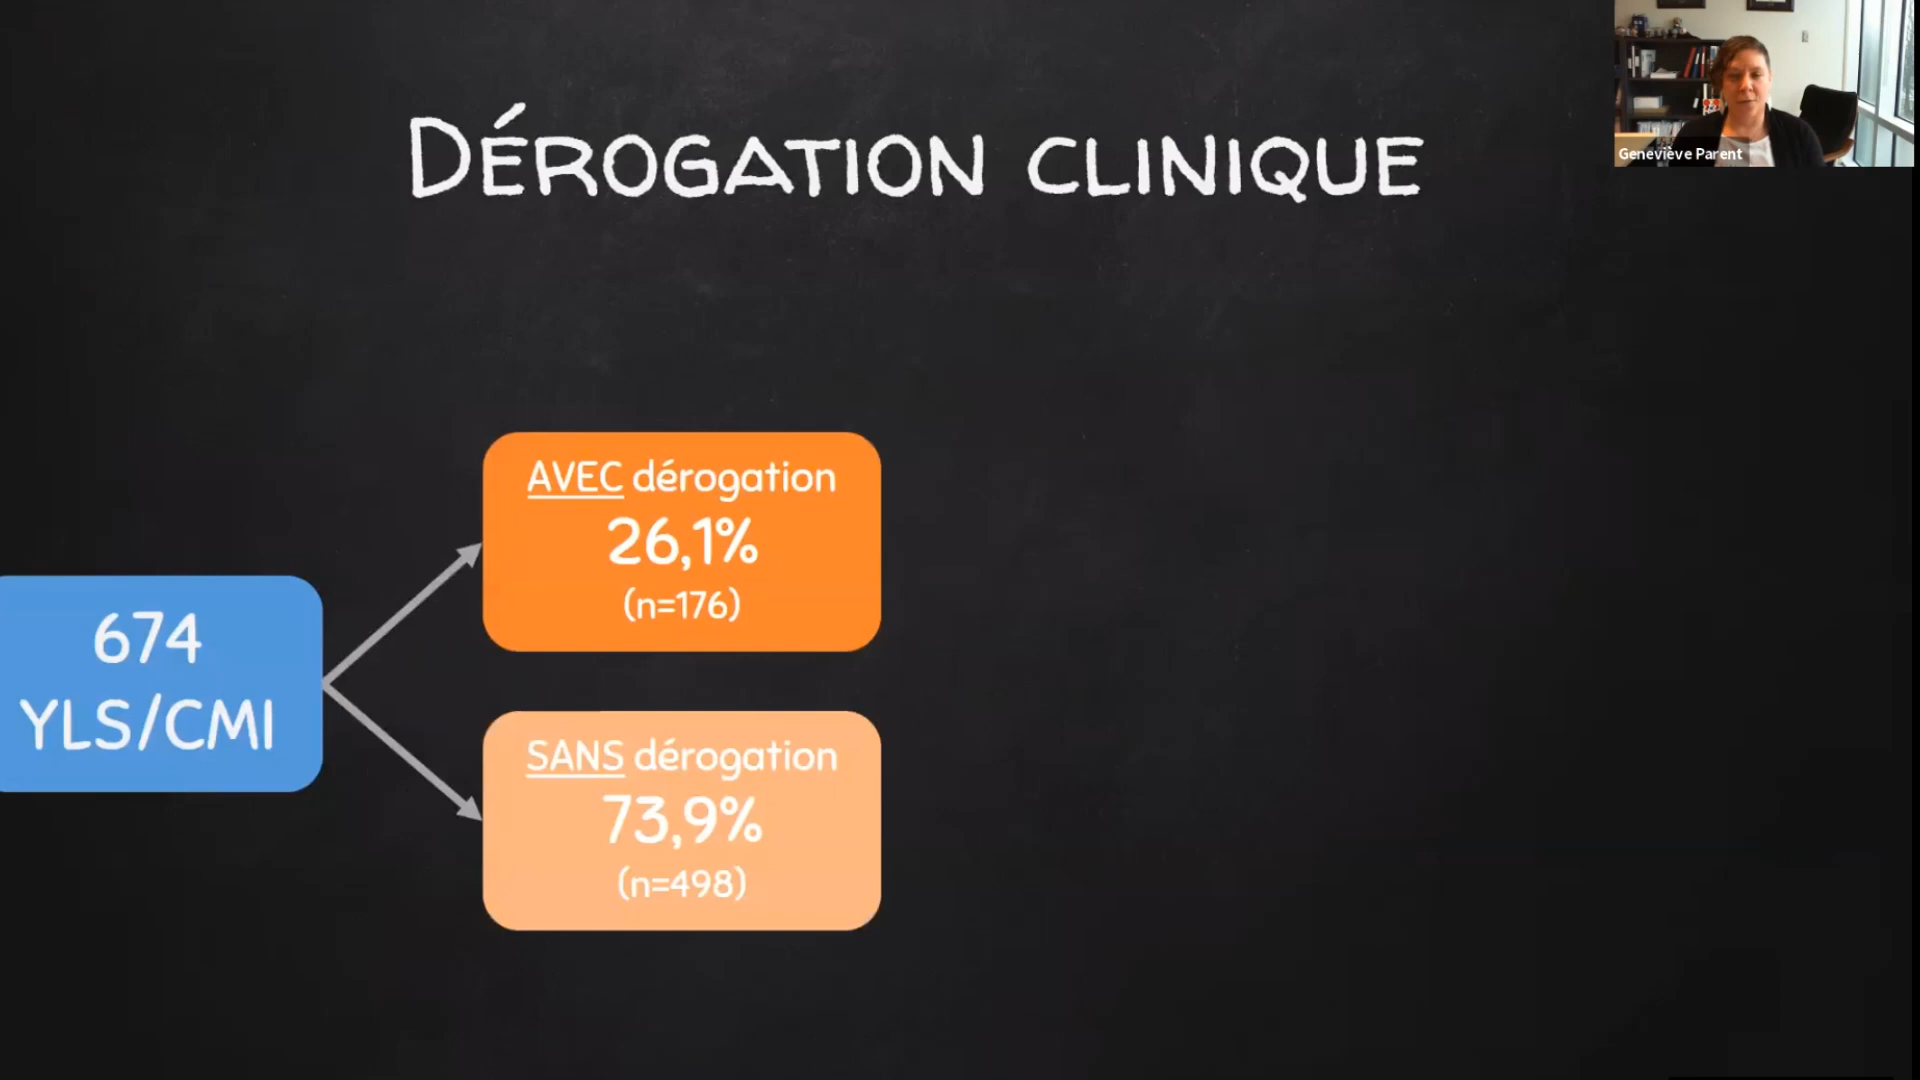 Dérogation clinique
Geneviève Parent
AVEC dérogation
26,1%
(n=176)
674
YLS/CMI
SANS dérogation
73,9%
(n=498)